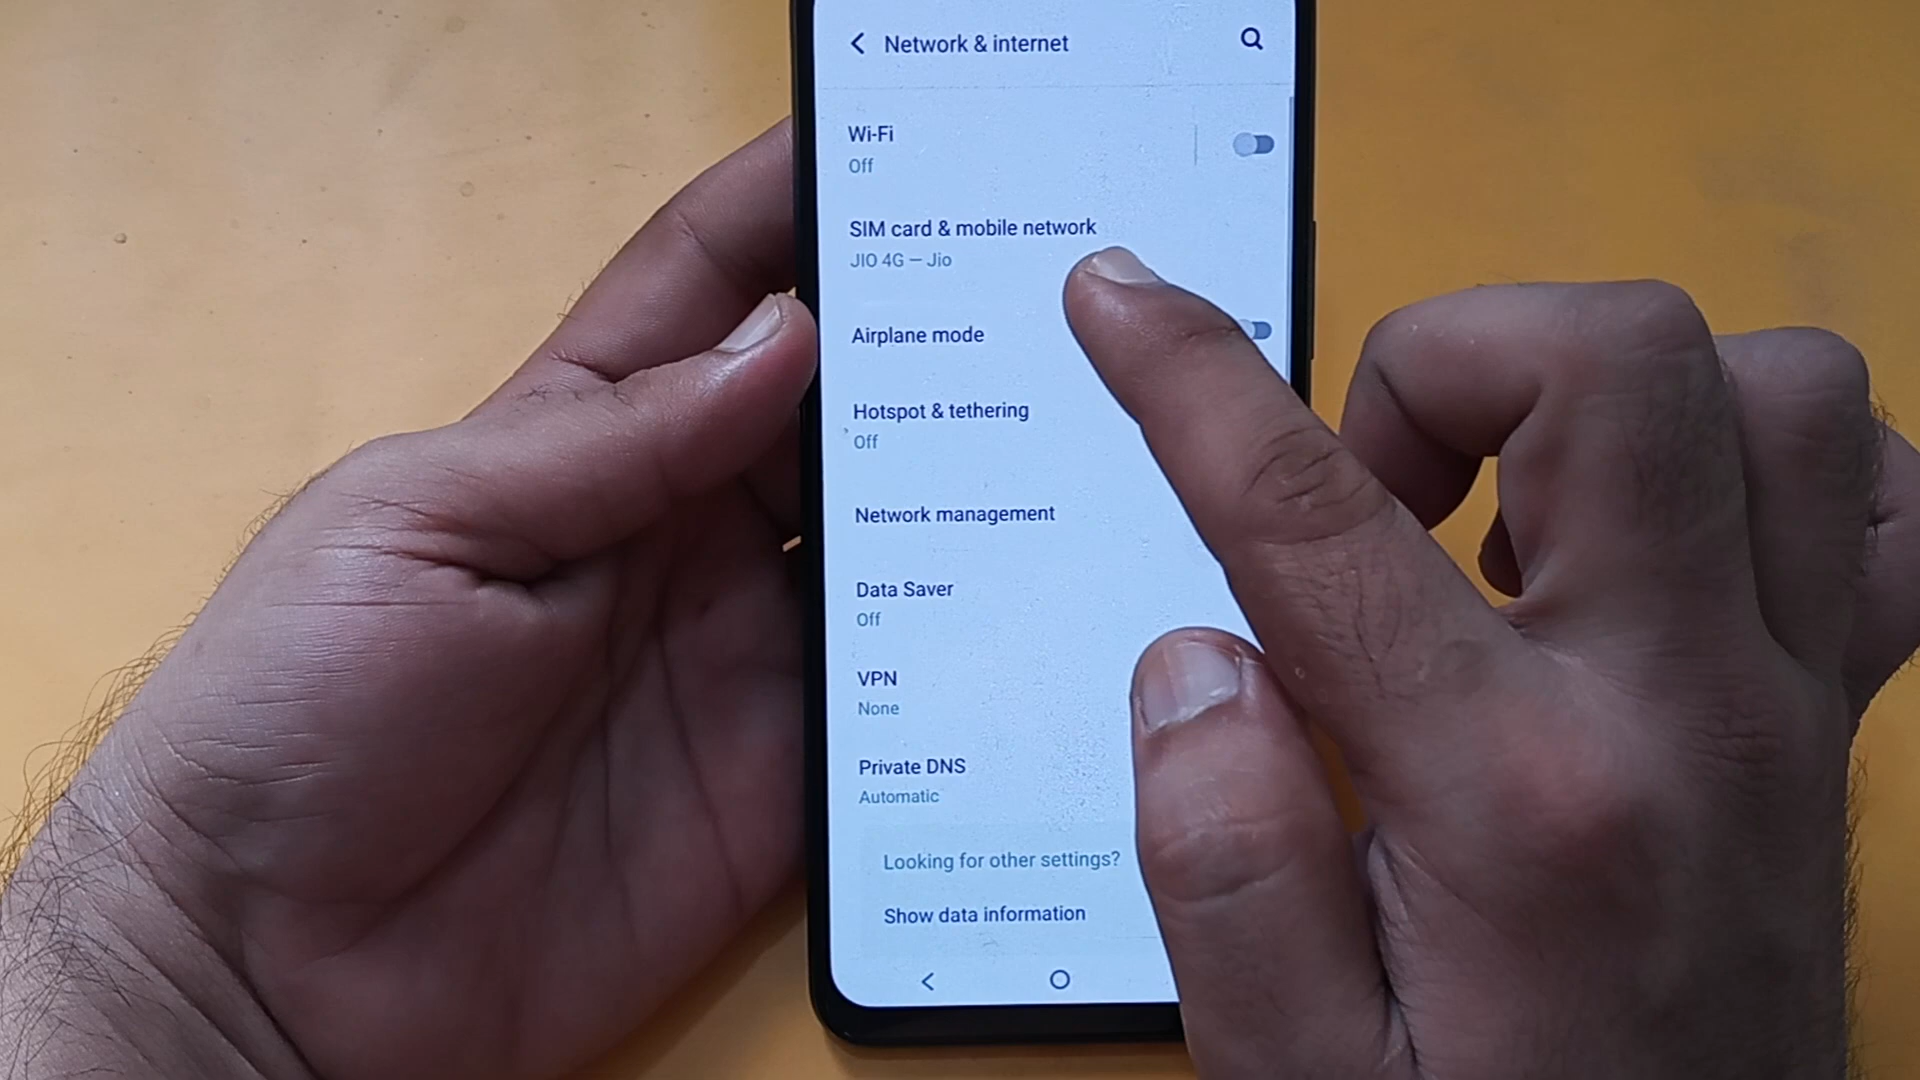 Network & internet
Wi-Fi
Off
SIM card & mobile network
JIO 4G — Jio
Airplane mode
Hotspot & tethering
Off
Network management
Data Saver
Off
VPN
None
Private DNS
Automatic
Looking for other settings?
Show data information